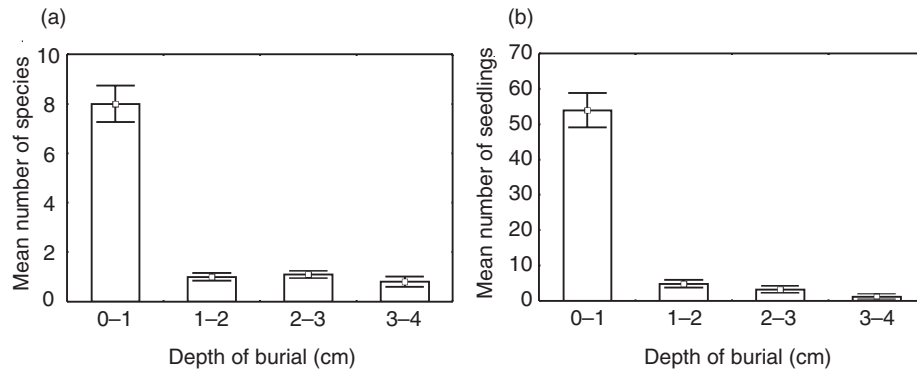 (a)
Mean number of species
10
8
6
4
2
0
0–1 1–2 2–3 3–4
Depth of burial (cm)
(b)
Mean number of seedlings
70
60
50
40
30
20
10
0
0–1 1–2 2–3 3–4
Depth of burial (cm)